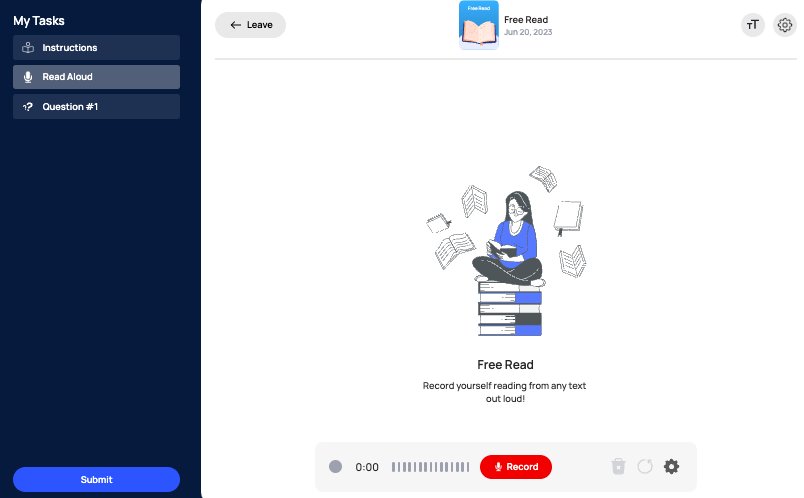 My Tasks
Instructions
Read Aloud
Question #1
Submit
Leave
Free Read
Free Read
Jun 20, 2023
TT
Free Read
Record yourself reading from any text
out loud!
0:00
Record